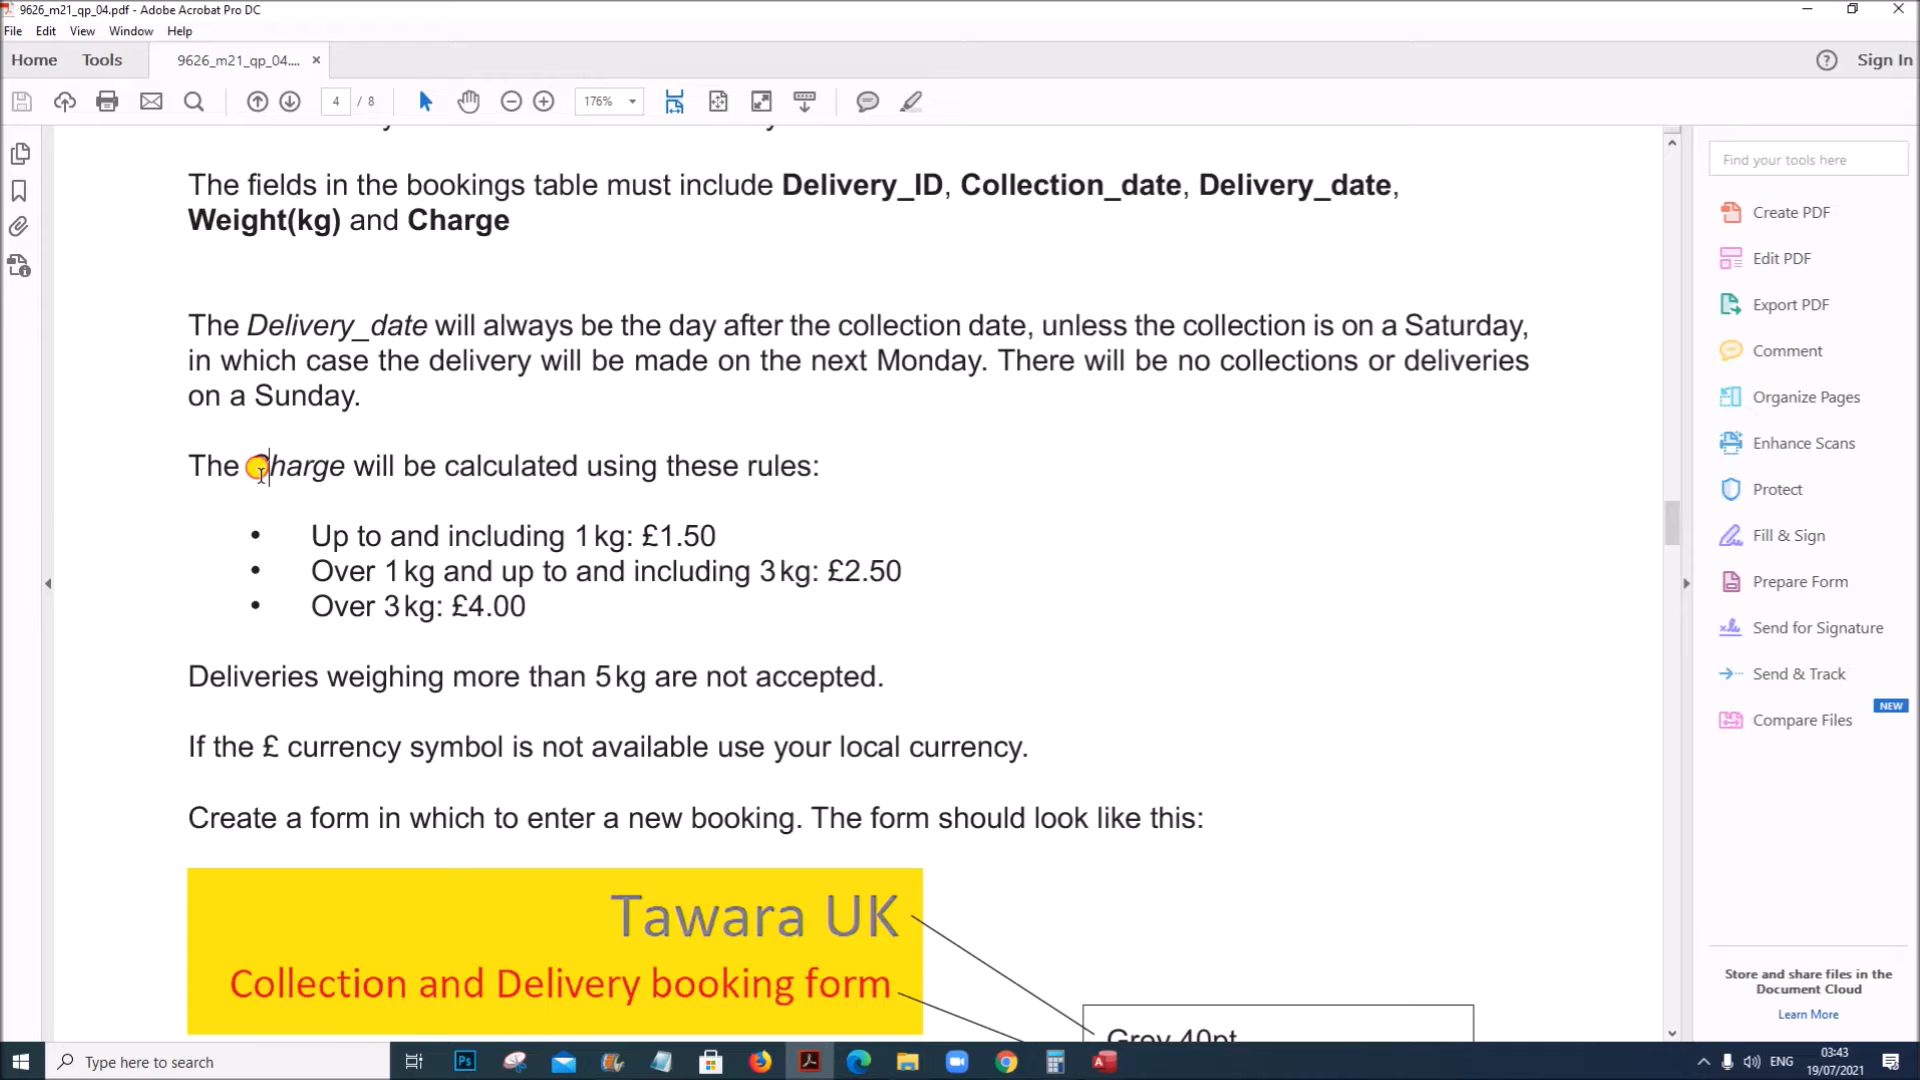 9626_m21_qp_04.pdf - Adobe Acrobat Pro DC
File Edit View Window Help
Home Tools 9626_m21_qp_04.... ×
Sign In
4 / 8 176%
The fields in the bookings table must include Delivery_ID, Collection_date, Delivery_date,
Weight(kg) and Charge
The Delivery_date will always be the day after the collection date, unless the collection is on a Saturday,
in which case the delivery will be made on the next Monday. There will be no collections or deliveries
on a Sunday.
The Charge will be calculated using these rules:
• Up to and including 1 kg: £1.50
• Over 1 kg and up to and including 3 kg: £2.50
• Over 3 kg: £4.00
Deliveries weighing more than 5 kg are not accepted.
If the £ currency symbol is not available use your local currency.
Create a form in which to enter a new booking. The form should look like this:
Tawara UK
Collection and Delivery booking form
Grey 40pt
Find your tools here
Create PDF
Edit PDF
Export PDF
Comment
Organize Pages
Enhance Scans
Protect
Fill & Sign
Prepare Form
Send for Signature
Send & Track
NEW
Compare Files
Store and share files in the
Document Cloud
Learn More
Type here to search
Ps
ENG
03:43
19/07/2021